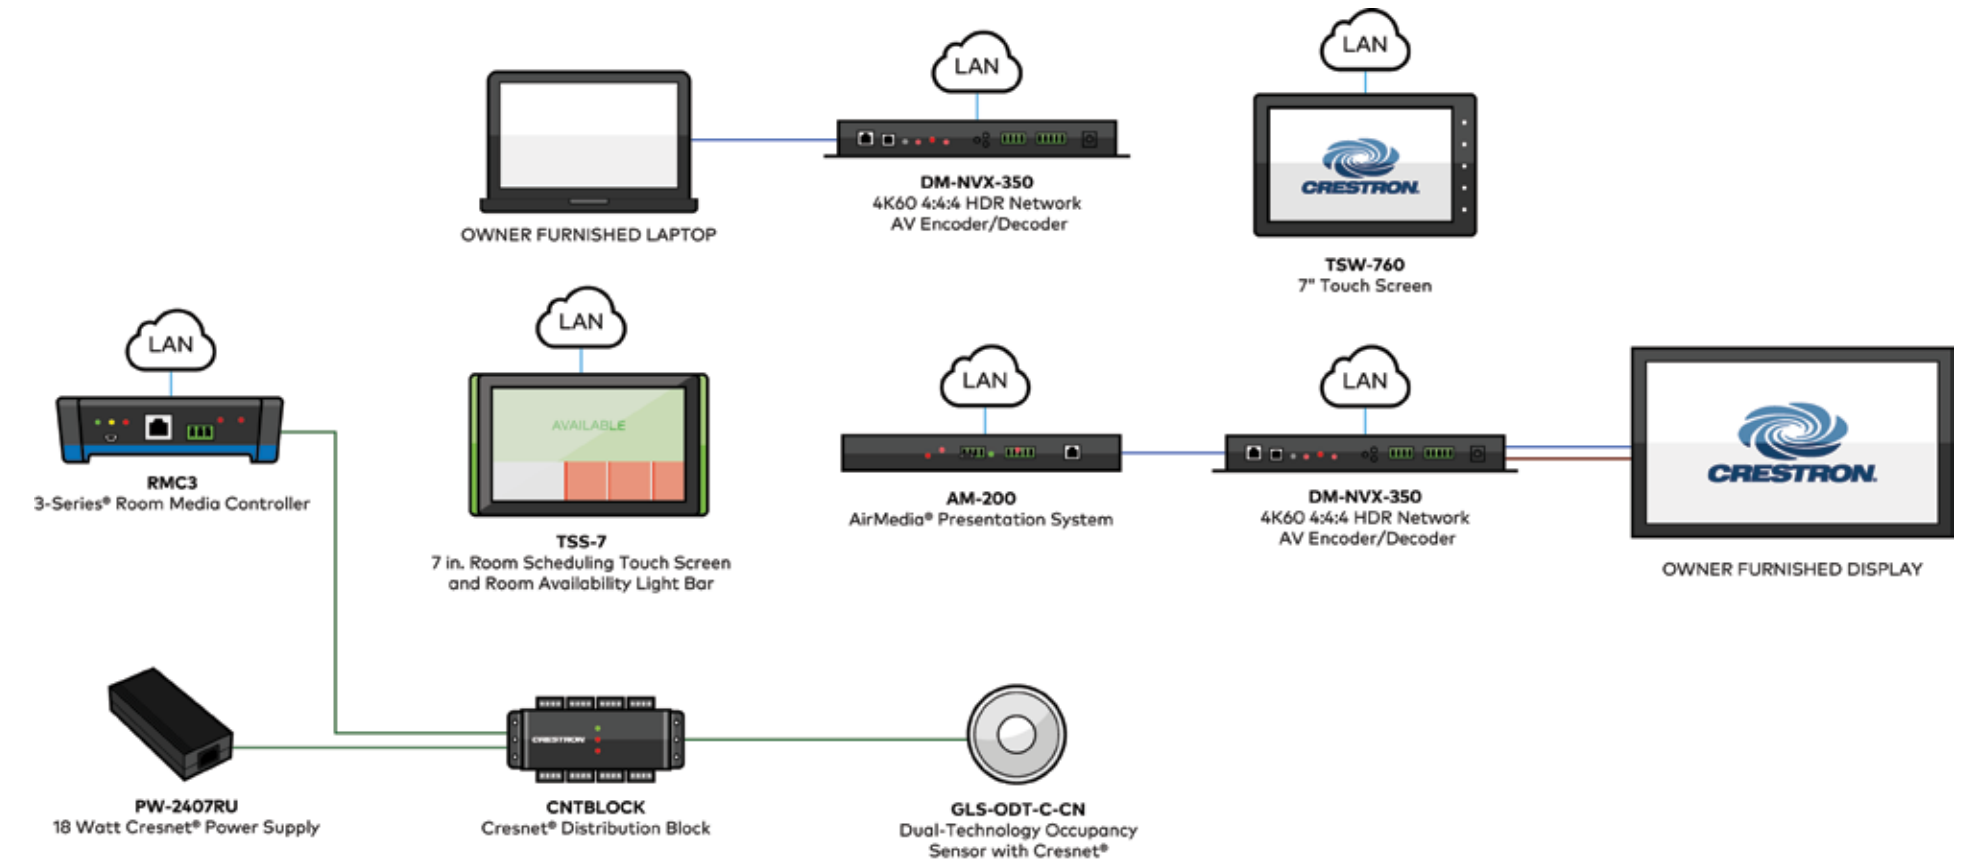 LAN
LAN
OWNER FURNISHED LAPTOP
DM-NVX-350
4K60 4:4:4 HDR Network
AV Encoder/Decoder
CRESTRON.
TSW-760
7" Touch Screen
LAN
RMC3
3-Series® Room Media Controller
LAN
AVAILABLE
TSS-7
7 in. Room Scheduling Touch Screen
and Room Availability Light Bar
LAN
AM-200
AirMedia® Presentation System
LAN
DM-NVX-350
4K60 4:4:4 HDR Network
AV Encoder/Decoder
CRESTRON.
OWNER FURNISHED DISPLAY
PW-2407RU
18 Watt Cresnet® Power Supply
CRESTRON
CNTBLOCK
Cresnet® Distribution Block
GLS-ODT-C-CN
Dual-Technology Occupancy
Sensor with Cresnet®